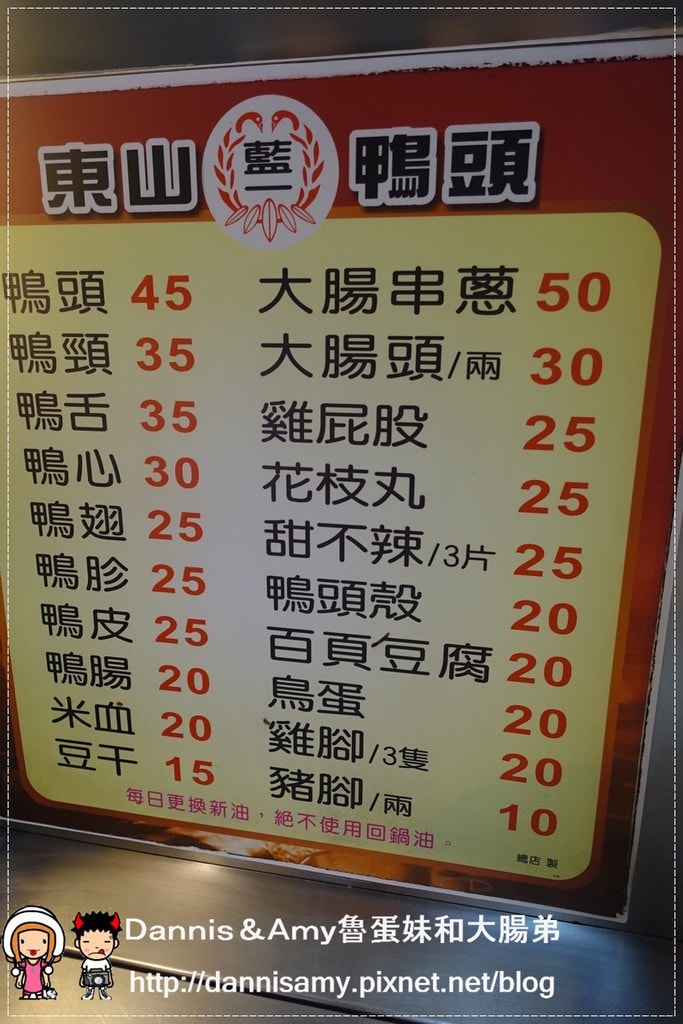 東山 藍一 鴨頭
鴨頭 45
鴨頸 35
鴨舌 35
鴨心 30
鴨翅 25
鴨胗 25
鴨皮 25
鴨腸 20
米血 20
豆干 15
大腸串蔥 50
大腸頭/兩 30
雞屁股 25
花枝丸 25
甜不辣/3片 25
鴨頭殼 20
百頁豆腐 20
鳥蛋 20
雞腳/3隻 20
豬腳/兩 10
每日更換新油，絕不使用回鍋油。
總店 製
Dannis&Amy魯蛋妹和大腸弟
http://dannisamy.pixnet.net/blog